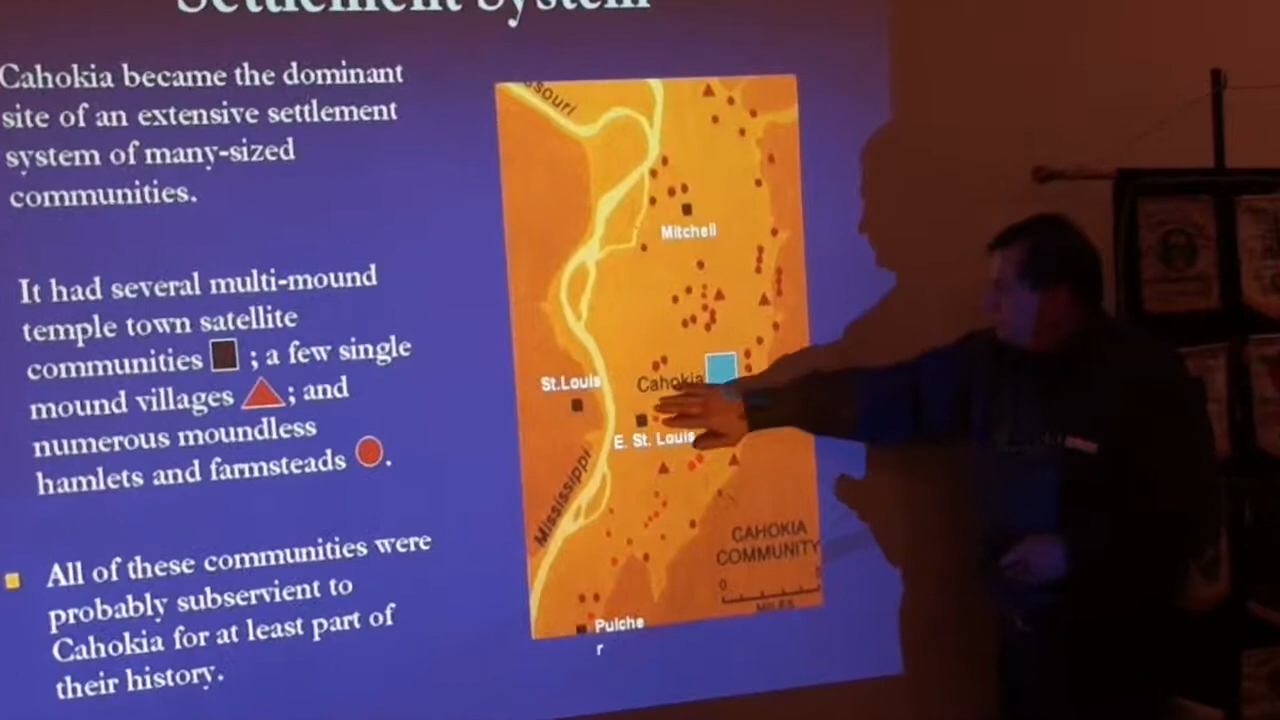 Settlement System
Cahokia became the dominant
site of an extensive settlement
system of many-sized
communities.
It had several multi-mound
temple town satellite
communities ; a few single
mound villages ; and
numerous moundless
hamlets and farmsteads .
All of these communities were
probably subservient to
Cahokia for at least part of
their history.
ssouri
Mitchell
St.Louis
Cahokia
E. St. Louis
Mississippi
CAHOKIA
COMMUNITY
0
MILES
Pulche
r